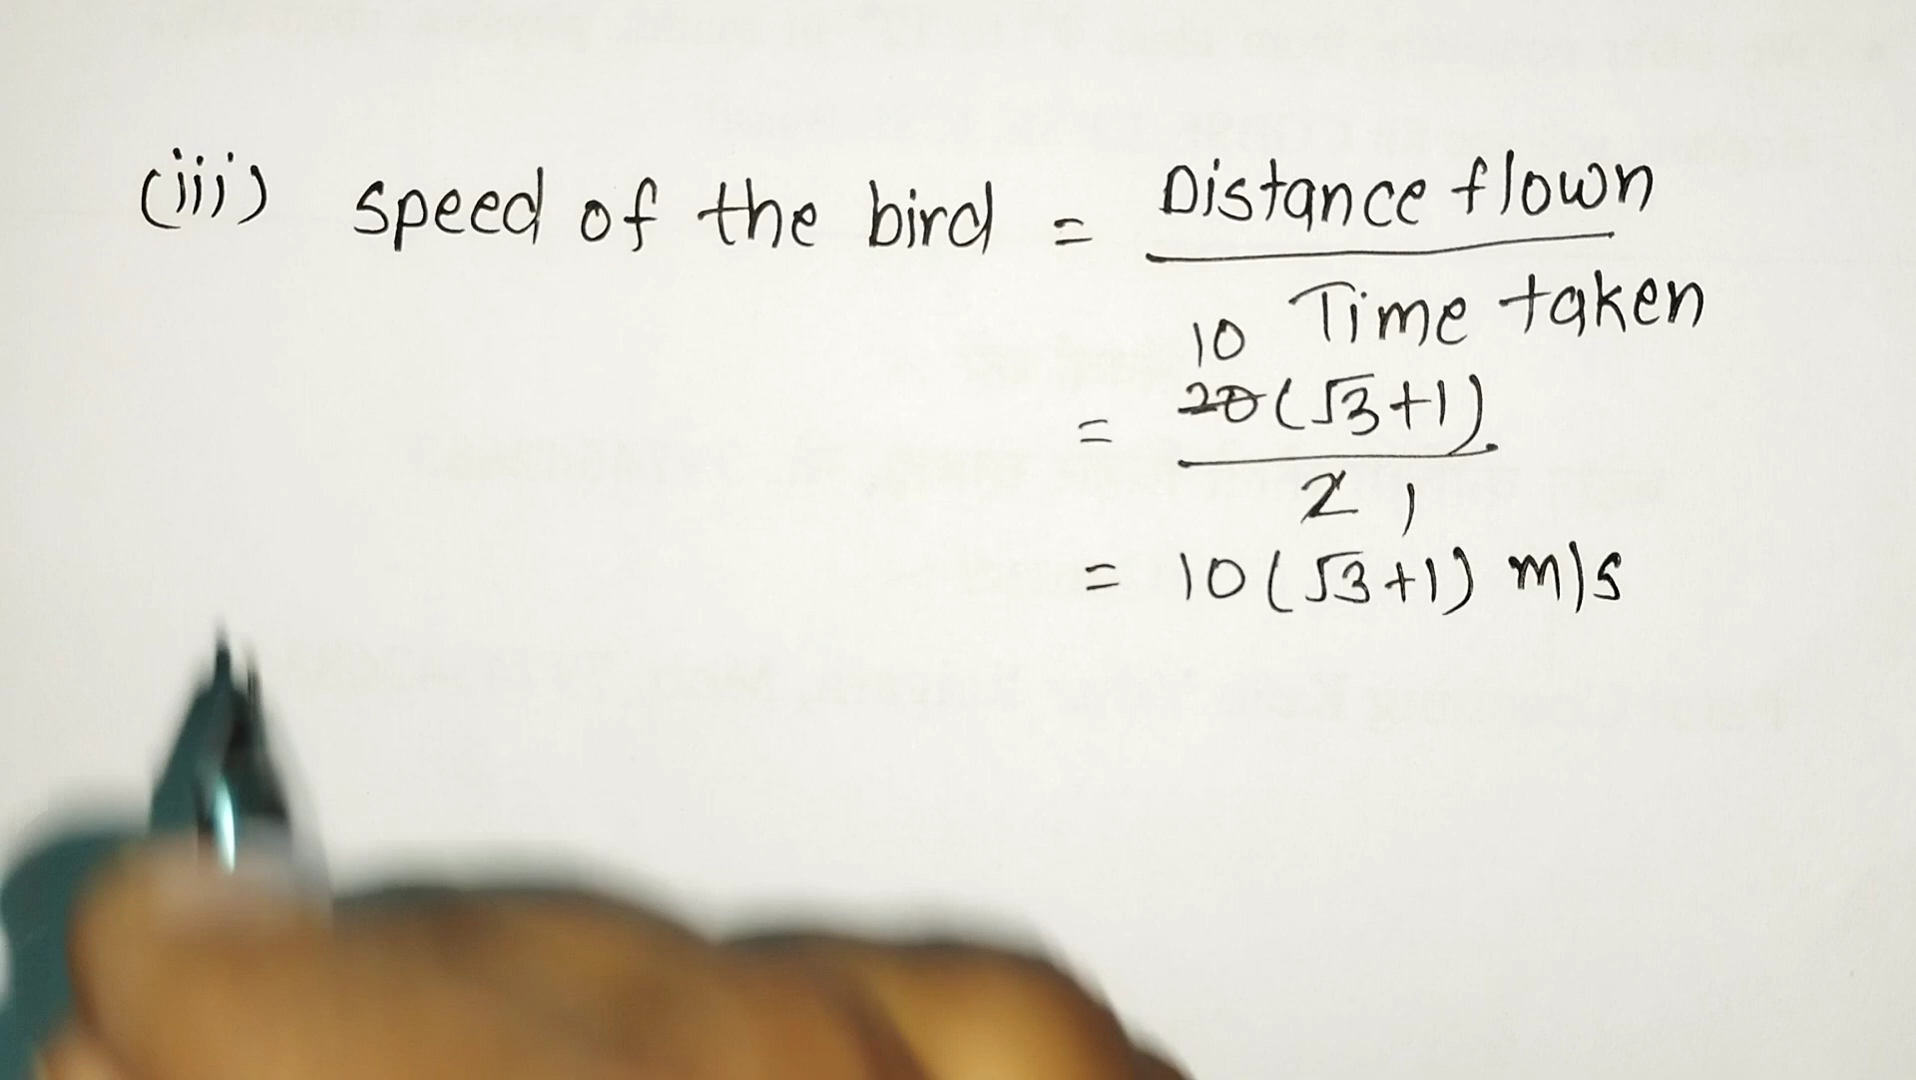 (iii) speed of the bird = Distance flown
Time taken
10
= 20(√3+1)
2 1
= 10(√3+1) m/s